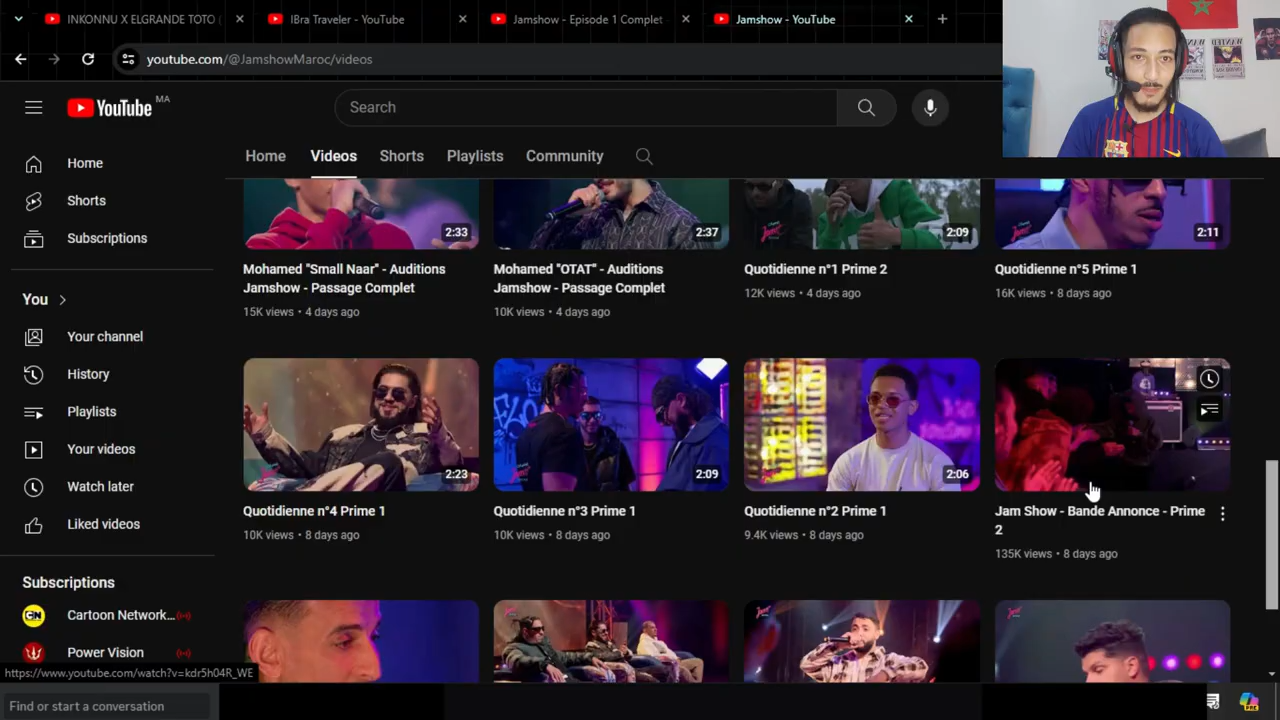 INKONNU X ELGRANDE TOTO (
IBra Traveler - YouTube
Jamshow - Episode 1 Complet
Jamshow - YouTube
youtube.com/@JamshowMaroc/videos
YouTube MA
Search
Home
Shorts
Subscriptions
You
Your channel
History
Playlists
Your videos
Watch later
Liked videos
Subscriptions
Cartoon Network...
Power Vision
Home Videos Shorts Playlists Community
2:33
Mohamed "Small Naar" - Auditions
Jamshow - Passage Complet
15K views • 4 days ago
2:37
Mohamed "OTAT" - Auditions
Jamshow - Passage Complet
10K views • 4 days ago
2:09
Quotidienne n°1 Prime 2
12K views • 4 days ago
2:11
Quotidienne n°5 Prime 1
16K views • 8 days ago
2:23
Quotidienne n°4 Prime 1
10K views • 8 days ago
2:09
Quotidienne n°3 Prime 1
10K views • 8 days ago
2:06
Quotidienne n°2 Prime 1
9.4K views • 8 days ago
Jam Show - Bande Annonce - Prime
2
135K views • 8 days ago
https://www.youtube.com/watch?v=kdr5h04R_WE
Find or start a conversation